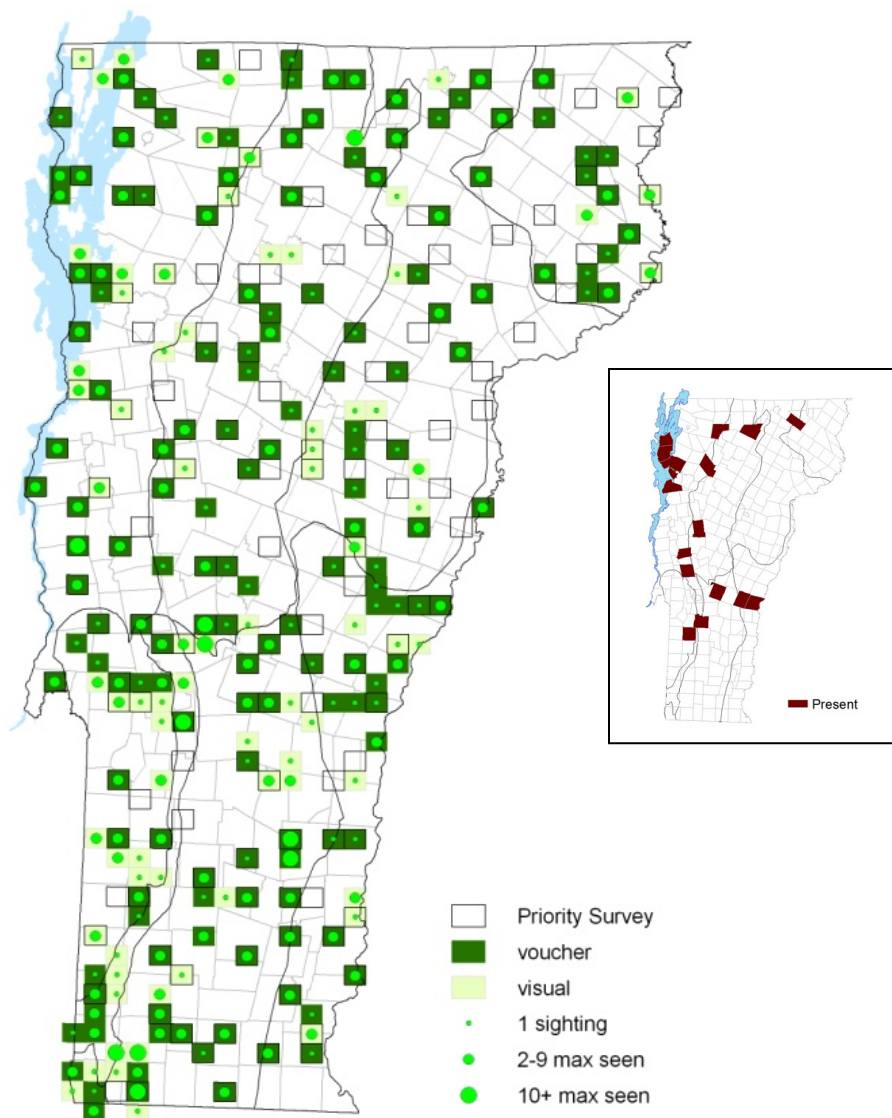 Present
Priority Survey
voucher
visual
1 sighting
2-9 max seen
10+ max seen